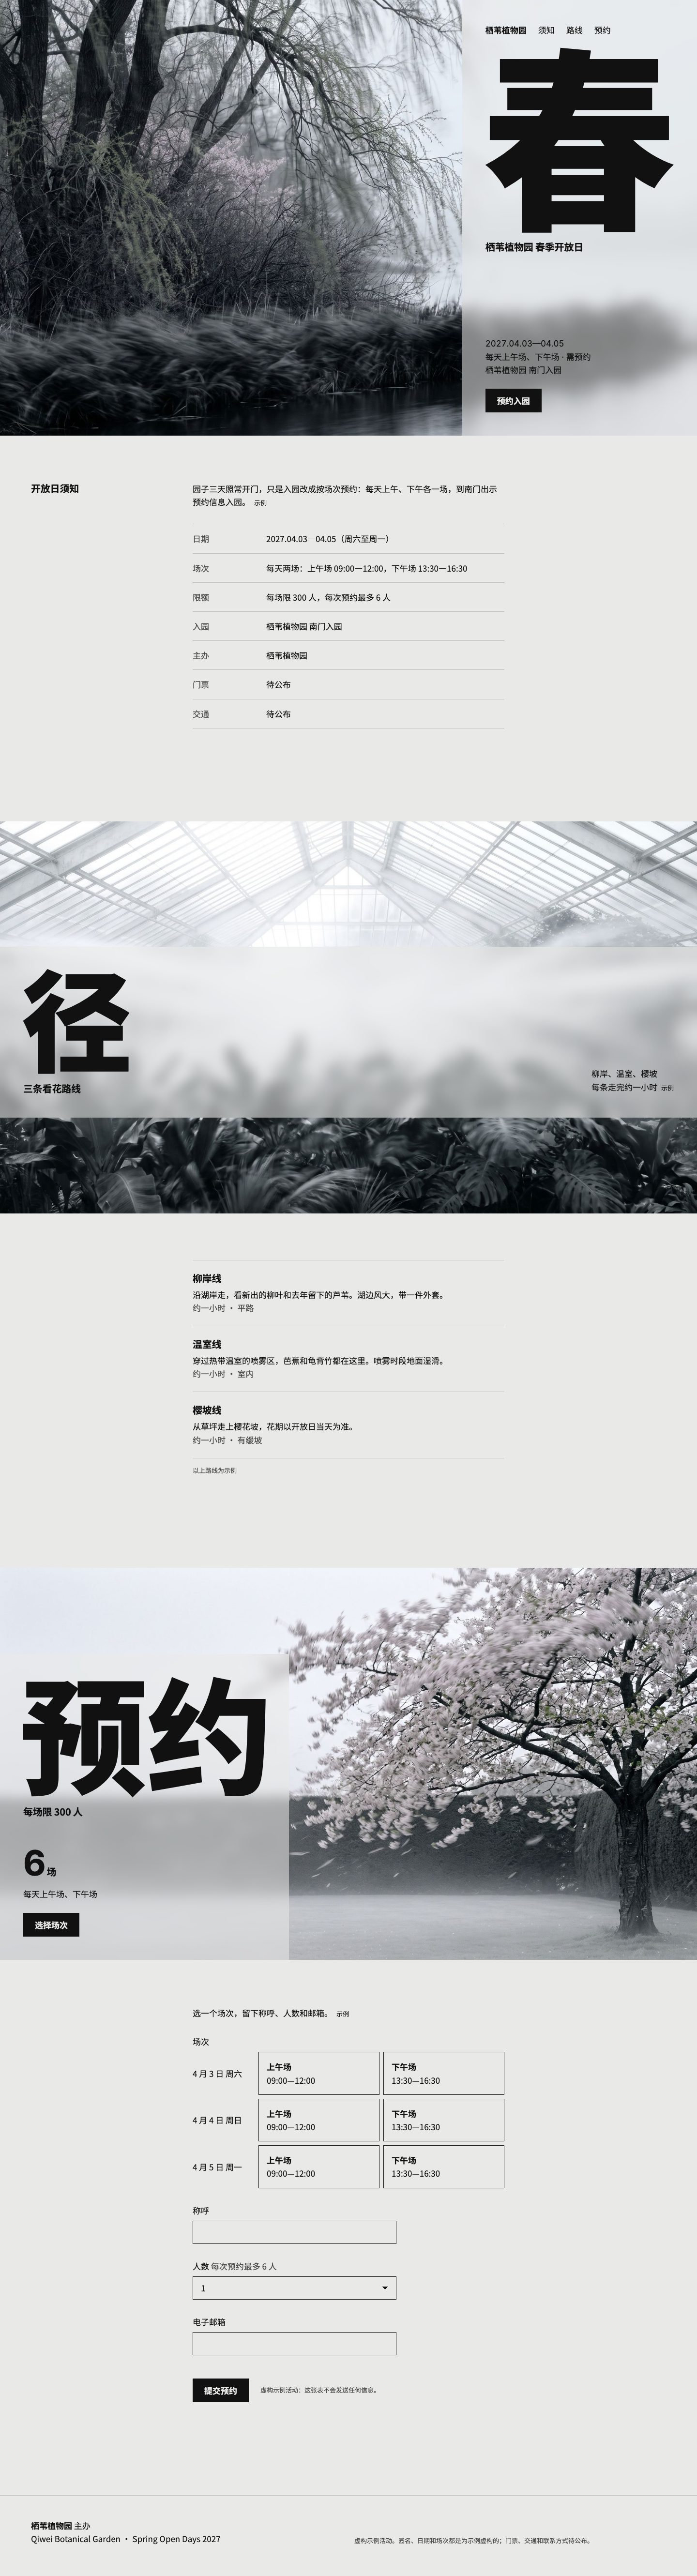 栖苇植物园 须知 路线 预约
春
栖苇植物园 春季开放日
2027.04.03—04.05
每天上午场、下午场 · 需预约
栖苇植物园 南门入园
预约入园
开放日须知
园子三天照常开门，只是入园改成按场次预约：每天上午、下午各一场，到南门出示
预约信息入园。 示例
日期 2027.04.03—04.05（周六至周一）
场次 每天两场：上午场 09:00—12:00，下午场 13:30—16:30
限额 每场限 300 人，每次预约最多 6 人
入园 栖苇植物园 南门入园
主办 栖苇植物园
门票 待公布
交通 待公布
径
三条看花路线
柳岸、温室、樱坡
每条走完约一小时 示例
柳岸线
沿湖岸走，看新出的柳叶和去年留下的芦苇。湖边风大，带一件外套。
约一小时 · 平路
温室线
穿过热带温室的喷雾区，芭蕉和龟背竹都在这里。喷雾时段地面湿滑。
约一小时 · 室内
樱坡线
从草坪走上樱花坡，花期以开放日当天为准。
约一小时 · 有缓坡
以上路线为示例
预约
每场限 300 人
6 场
每天上午场、下午场
选择场次
选一个场次，留下称呼、人数和邮箱。 示例
场次
4 月 3 日 周六
上午场
09:00—12:00
下午场
13:30—16:30
4 月 4 日 周日
上午场
09:00—12:00
下午场
13:30—16:30
4 月 5 日 周一
上午场
09:00—12:00
下午场
13:30—16:30
称呼
人数 每次预约最多 6 人
1
电子邮箱
提交预约 虚构示例活动：这张表不会发送任何信息。
栖苇植物园 主办
Qiwei Botanical Garden · Spring Open Days 2027
虚构示例活动。园名、日期和场次都是为示例虚构的；门票、交通和联系方式待公布。